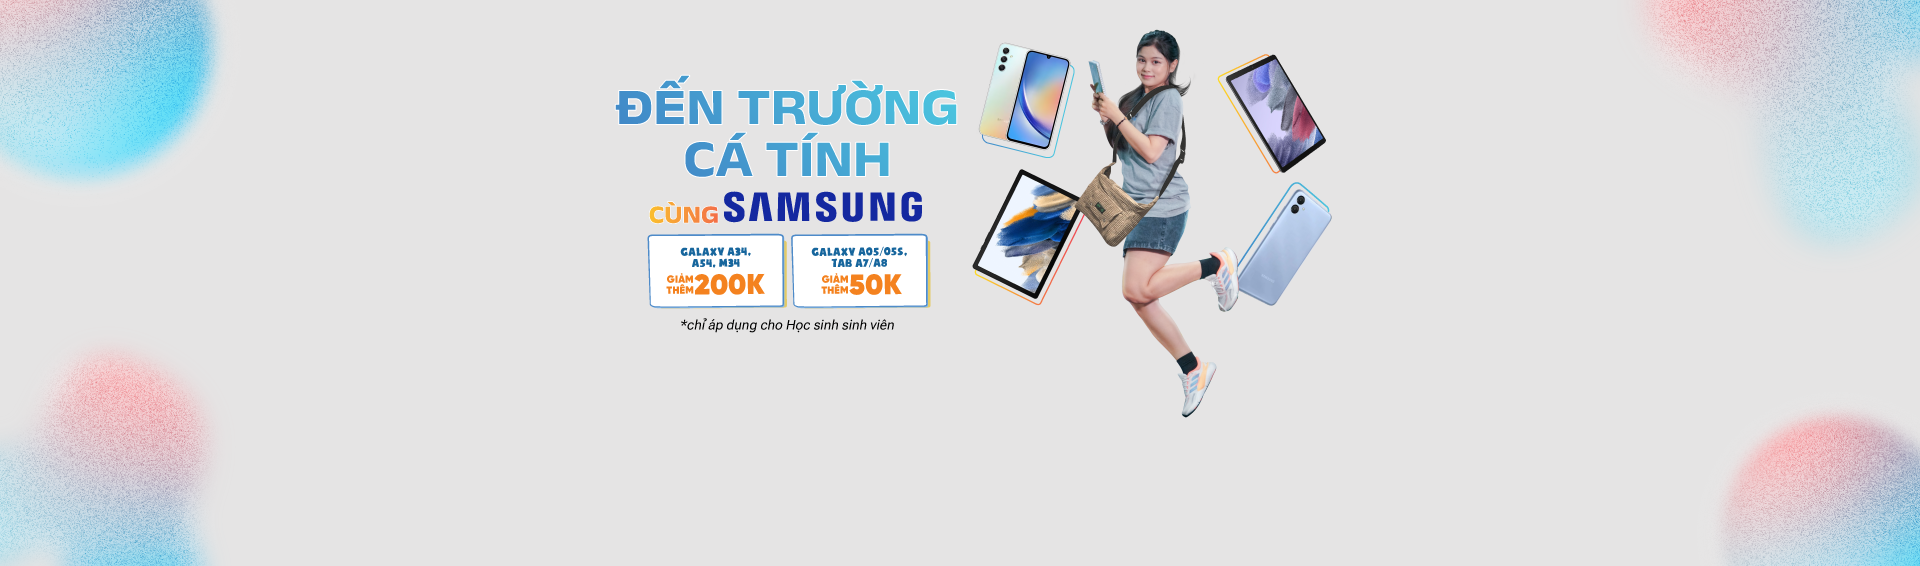 ĐẾN TRƯỜNG
CÁ TÍNH
CÙNG SAMSUNG
GALAXY A34,
A54, M34
GIẢM THÊM 200K
GALAXY A05/05S,
TAB A7/A8
GIẢM THÊM 50K
*chỉ áp dụng cho Học sinh sinh viên